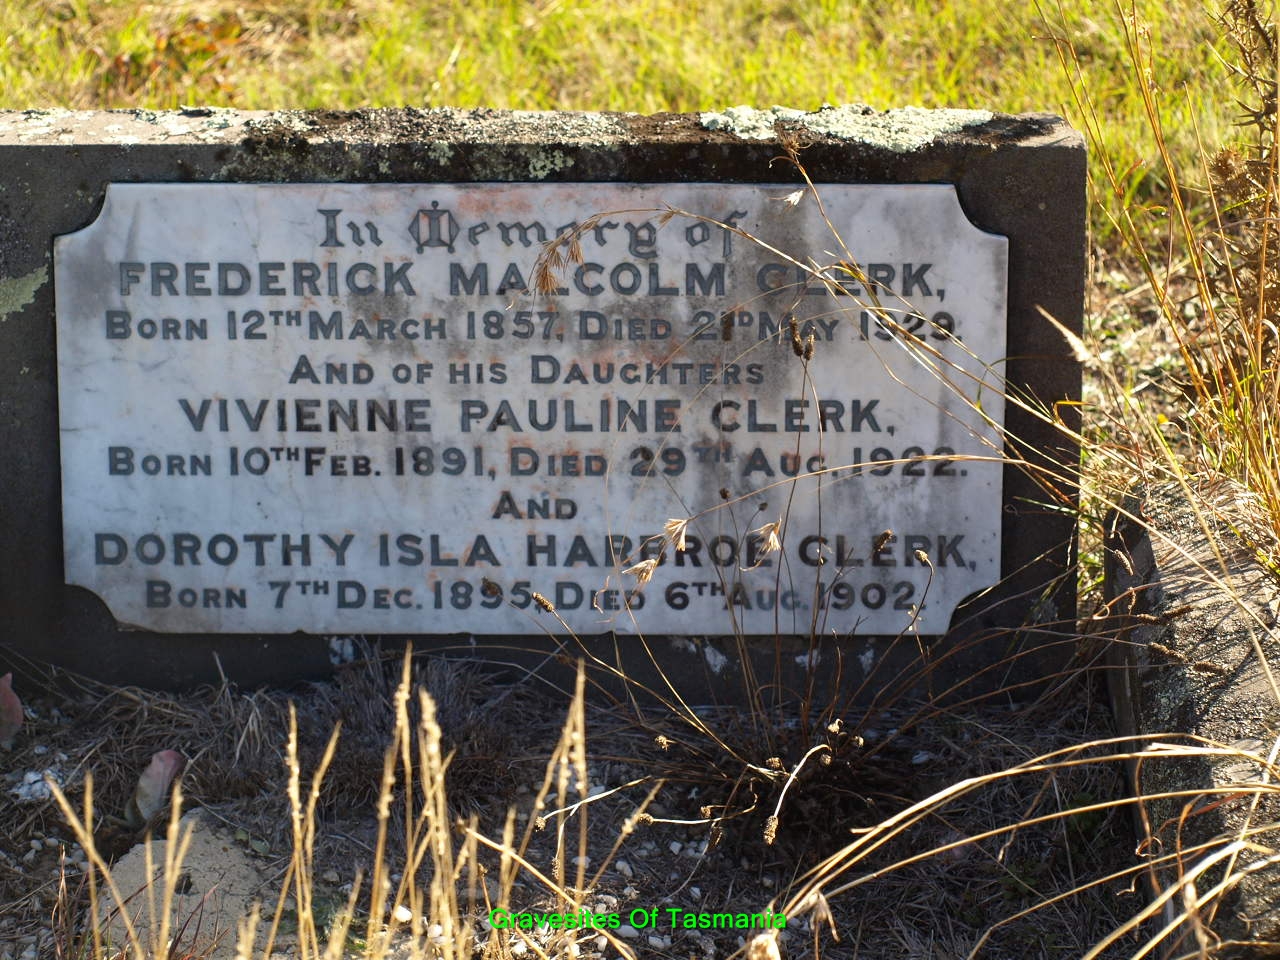 In Memory of
FREDERICK MALCOLM CLERK,
BORN 12TH MARCH 1857, DIED 21 MAY 1929.
AND OF HIS DAUGHTERS
VIVIENNE PAULINE CLERK,
BORN 10TH FEB. 1891, DIED 29TH AUG. 1922.
AND
DOROTHY ISLA HARBROE CLERK,
BORN 7TH DEC. 1895, DIED 6TH AUG. 1902.
Gravesites Of Tasmania